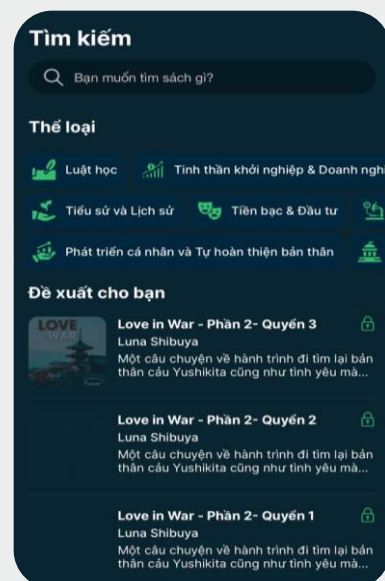 Tìm kiếm
Bạn muốn tìm sách gì?
Thể loại
Luật học
Tinh thần khởi nghiệp & Doanh nghi
Tiểu sử và Lịch sử
Tiền bạc & Đầu tư
Phát triển cá nhân và Tự hoàn thiện bản thân
Đề xuất cho bạn
LOVE
IN WAR
Love in War - Phần 2- Quyển 3
Luna Shibuya
Một câu chuyện về hành trình đi tìm lại bản
thân của Yushikita cũng như tình yêu mà...
Love in War - Phần 2- Quyển 2
Luna Shibuya
Một câu chuyện về hành trình đi tìm lại bản
thân của Yushikita cũng như tình yêu mà...
Love in War - Phần 2- Quyển 1
Luna Shibuya
Một câu chuyện về hành trình đi tìm lại bản
thân của Yushikita cũng như tình yêu mà...